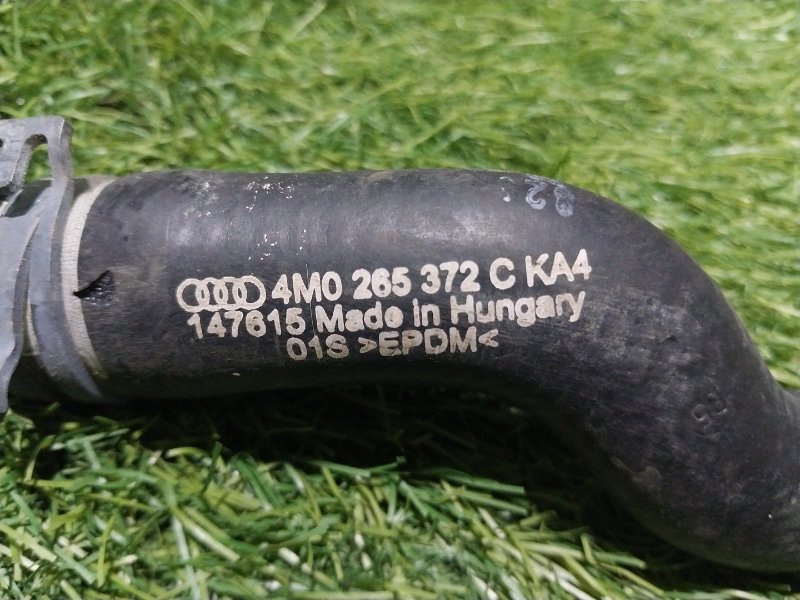 4M0 265 372 C KA4
147615 Made in Hungary
01S >EPDM<